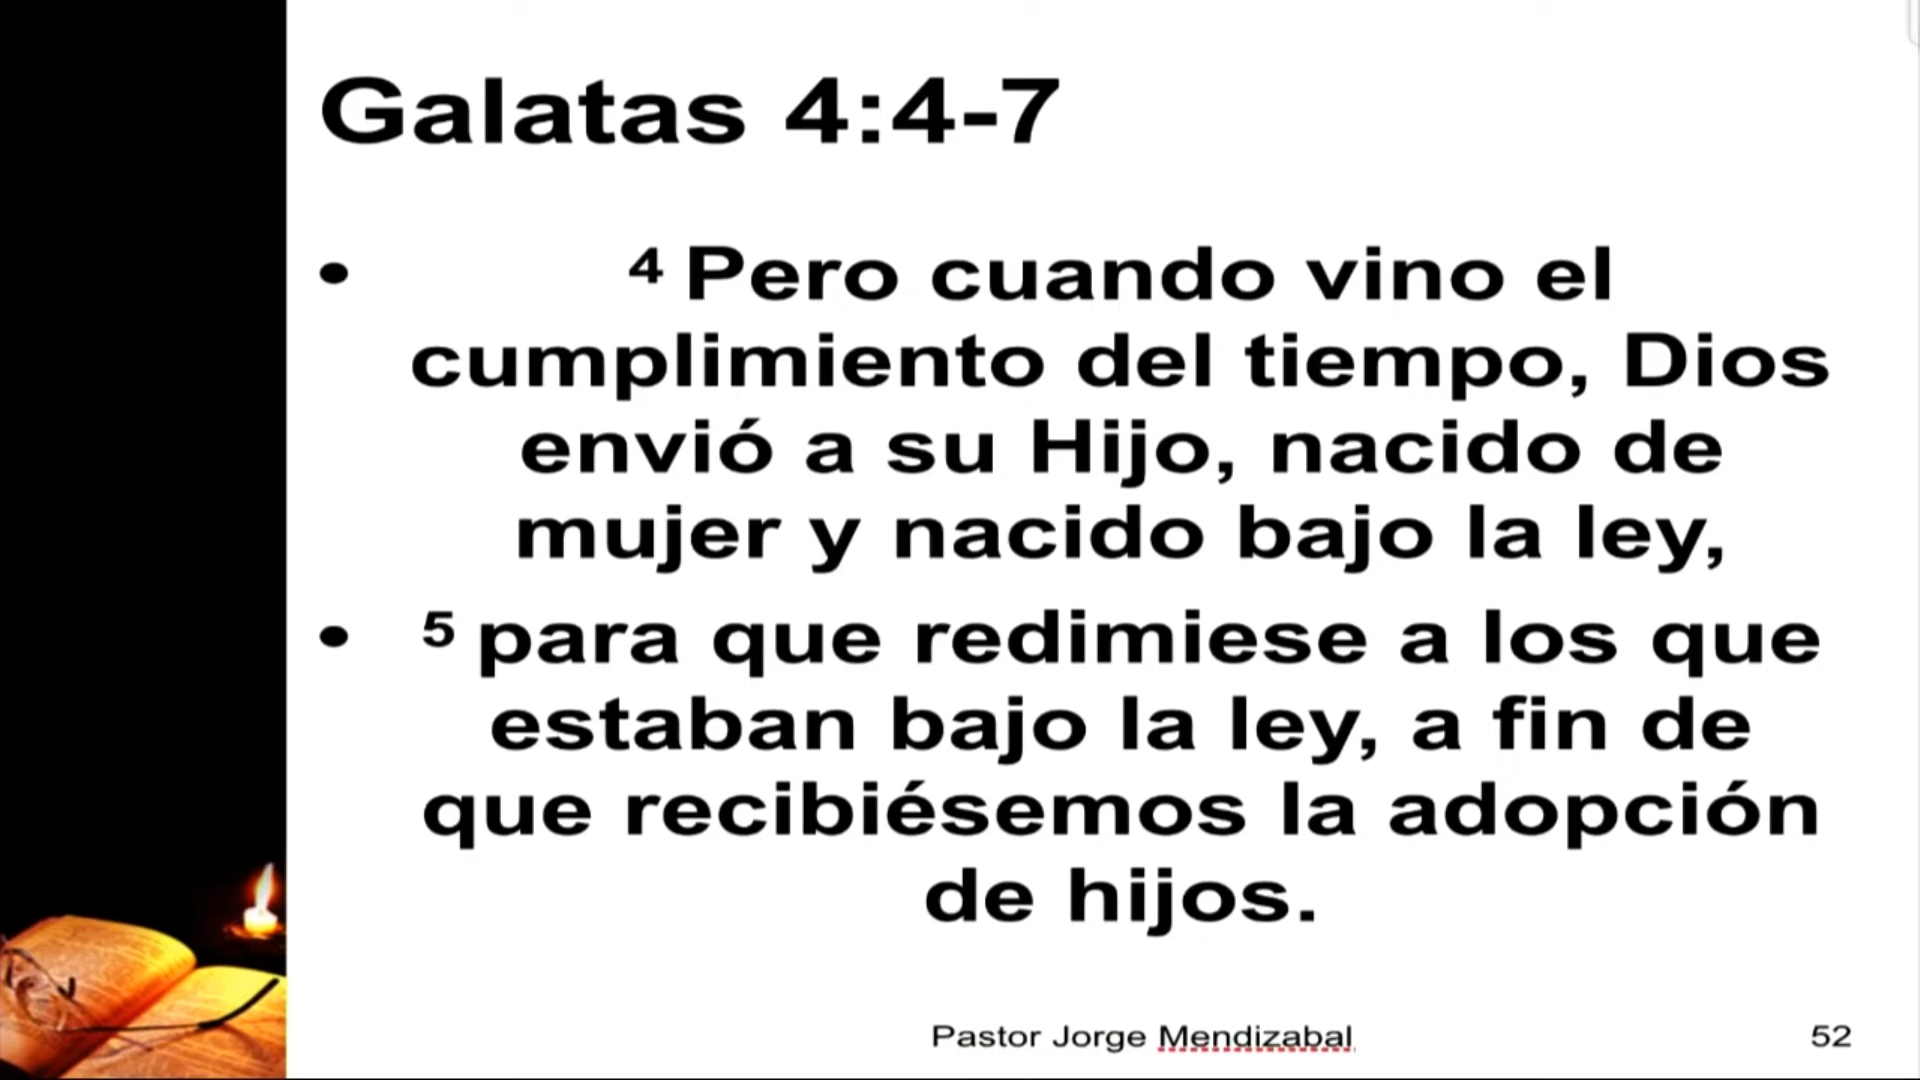 Galatas 4:4-7
• 4 Pero cuando vino el
cumplimiento del tiempo, Dios
envió a su Hijo, nacido de
mujer y nacido bajo la ley,
• 5 para que redimiese a los que
estaban bajo la ley, a fin de
que recibiésemos la adopción
de hijos.
Pastor Jorge Mendizabal
52